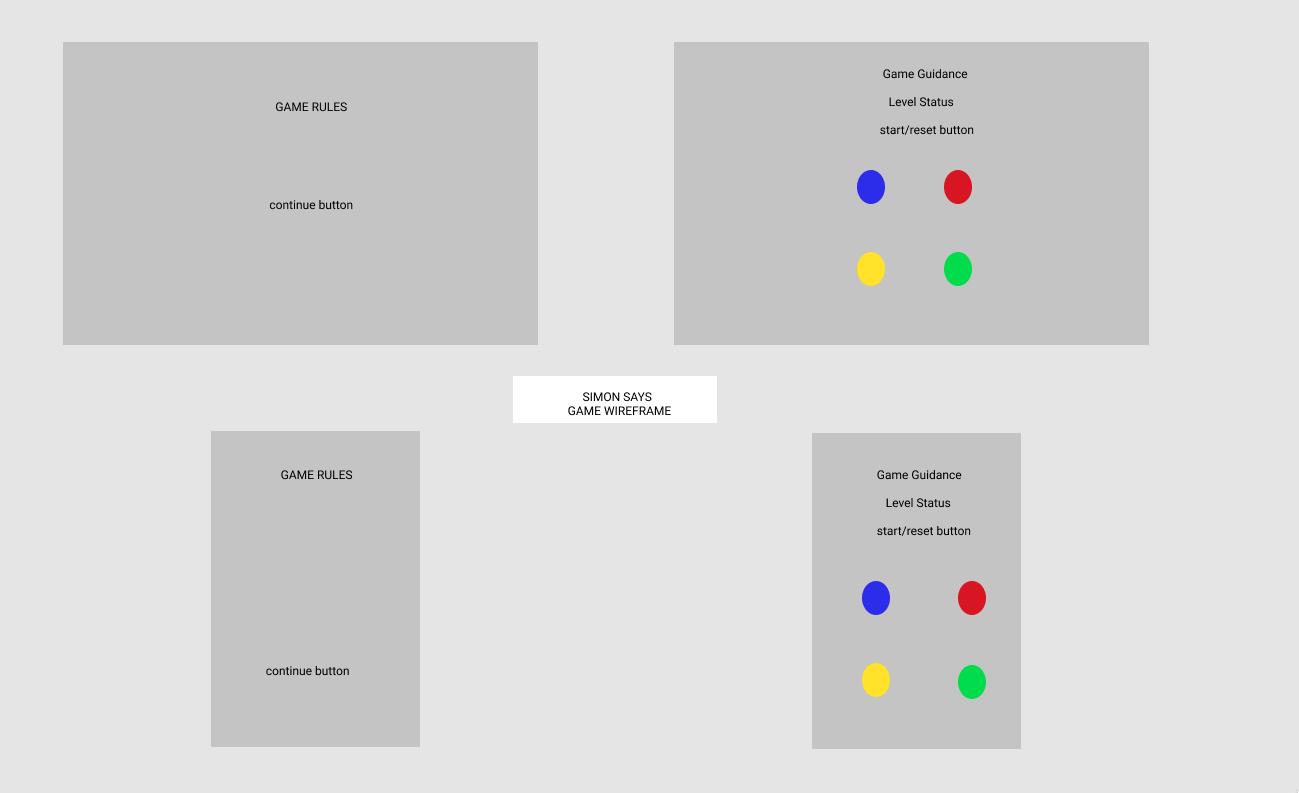 GAME RULES
continue button
Game Guidance
Level Status
start/reset button
SIMON SAYS
GAME WIREFRAME
GAME RULES
continue button
Game Guidance
Level Status
start/reset button